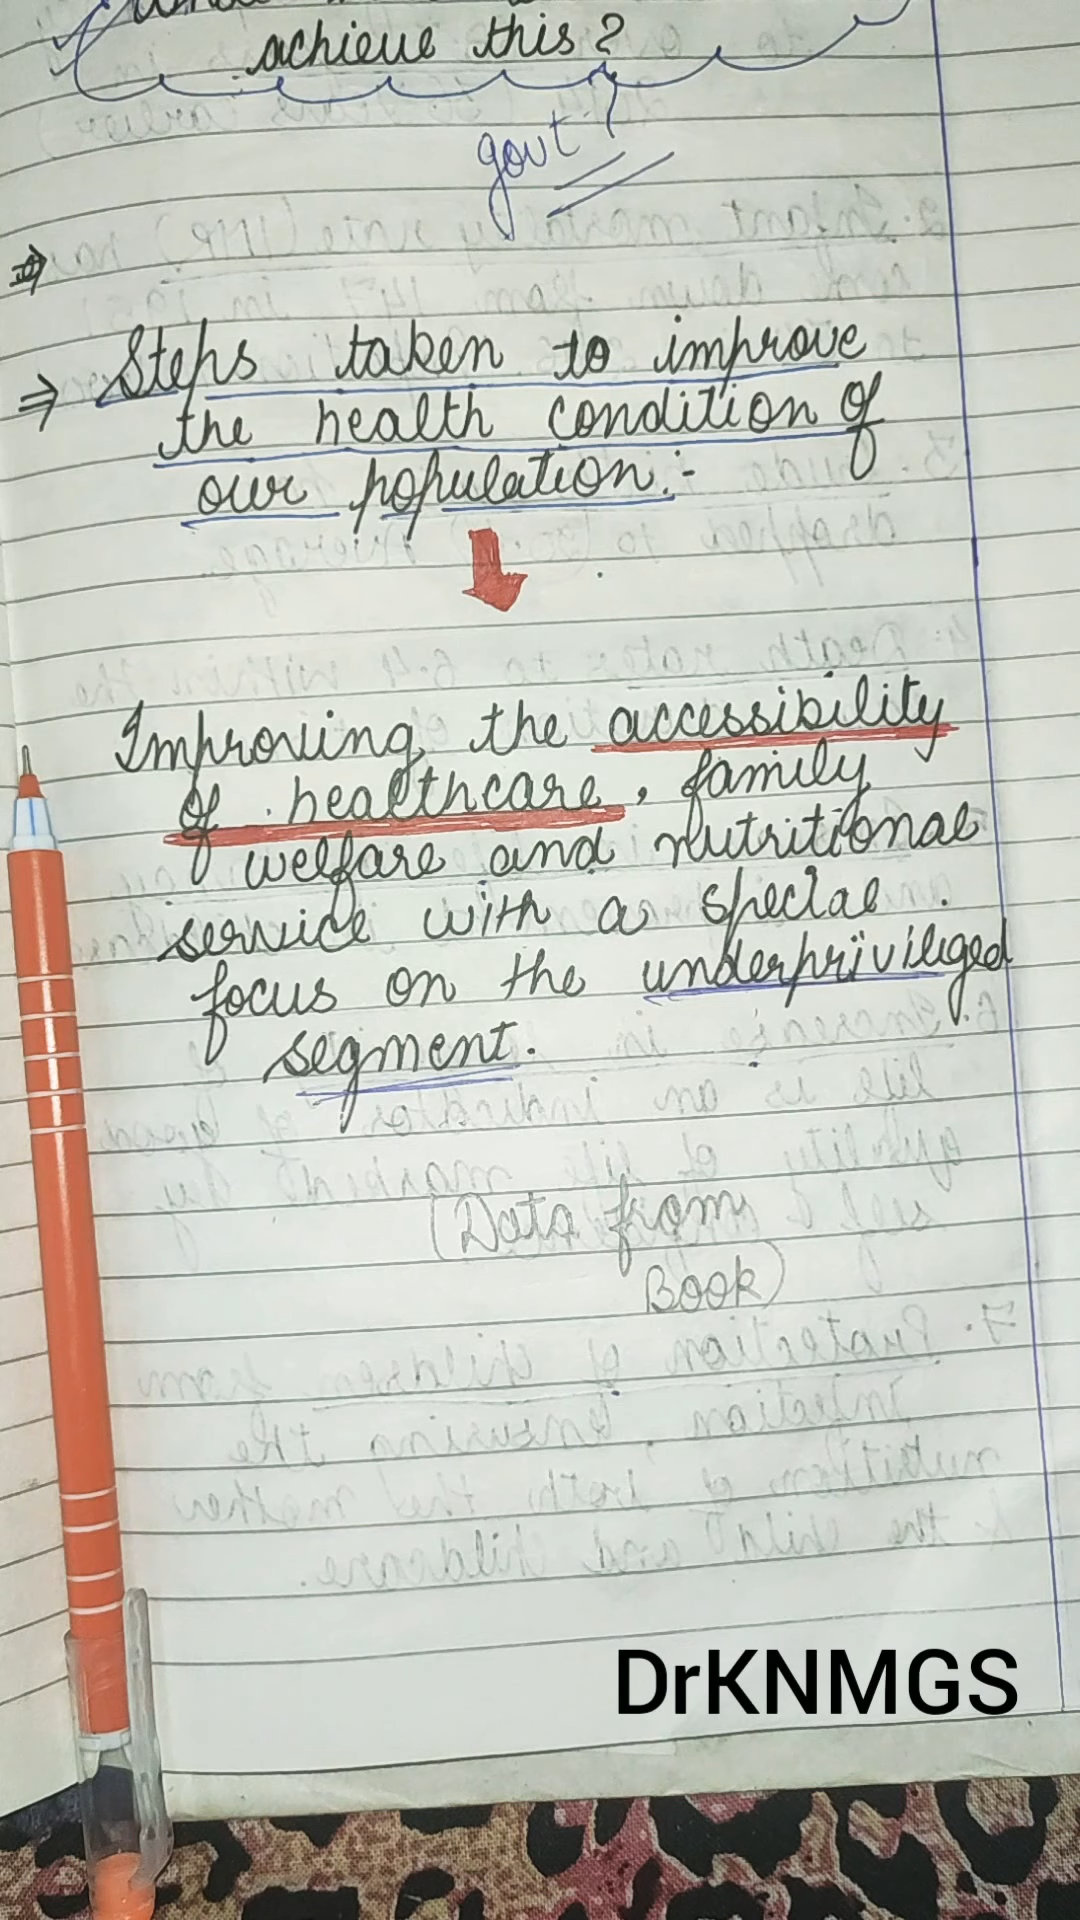 achieve this?
govt?
⇒
⇒ Steps taken to improve
the health condition of
our population:-
Improving the accessibility
of healthcare, family
welfare and nutritional
service with a special
focus on the underpriviliged
segment.
(Data from
Book)
DrKNMGS